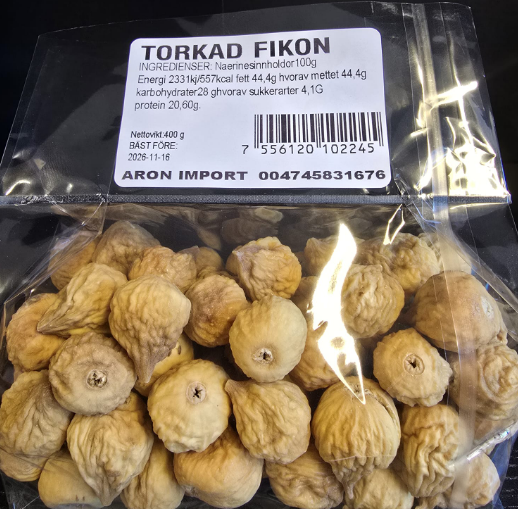 TORKAD FIKON
INGREDIENSER: Naerinesinnholdor100g
Energi 2331kj/557kcal fett 44,4g hvorav mettet 44,4g
karbohydrater28 ghvorav sukkerarter 4,1G
protein 20,60g.
Nettovikt:400 g
BÄST FÖRE:
2026-11-16
7 556120 102245
ARON IMPORT 004745831676